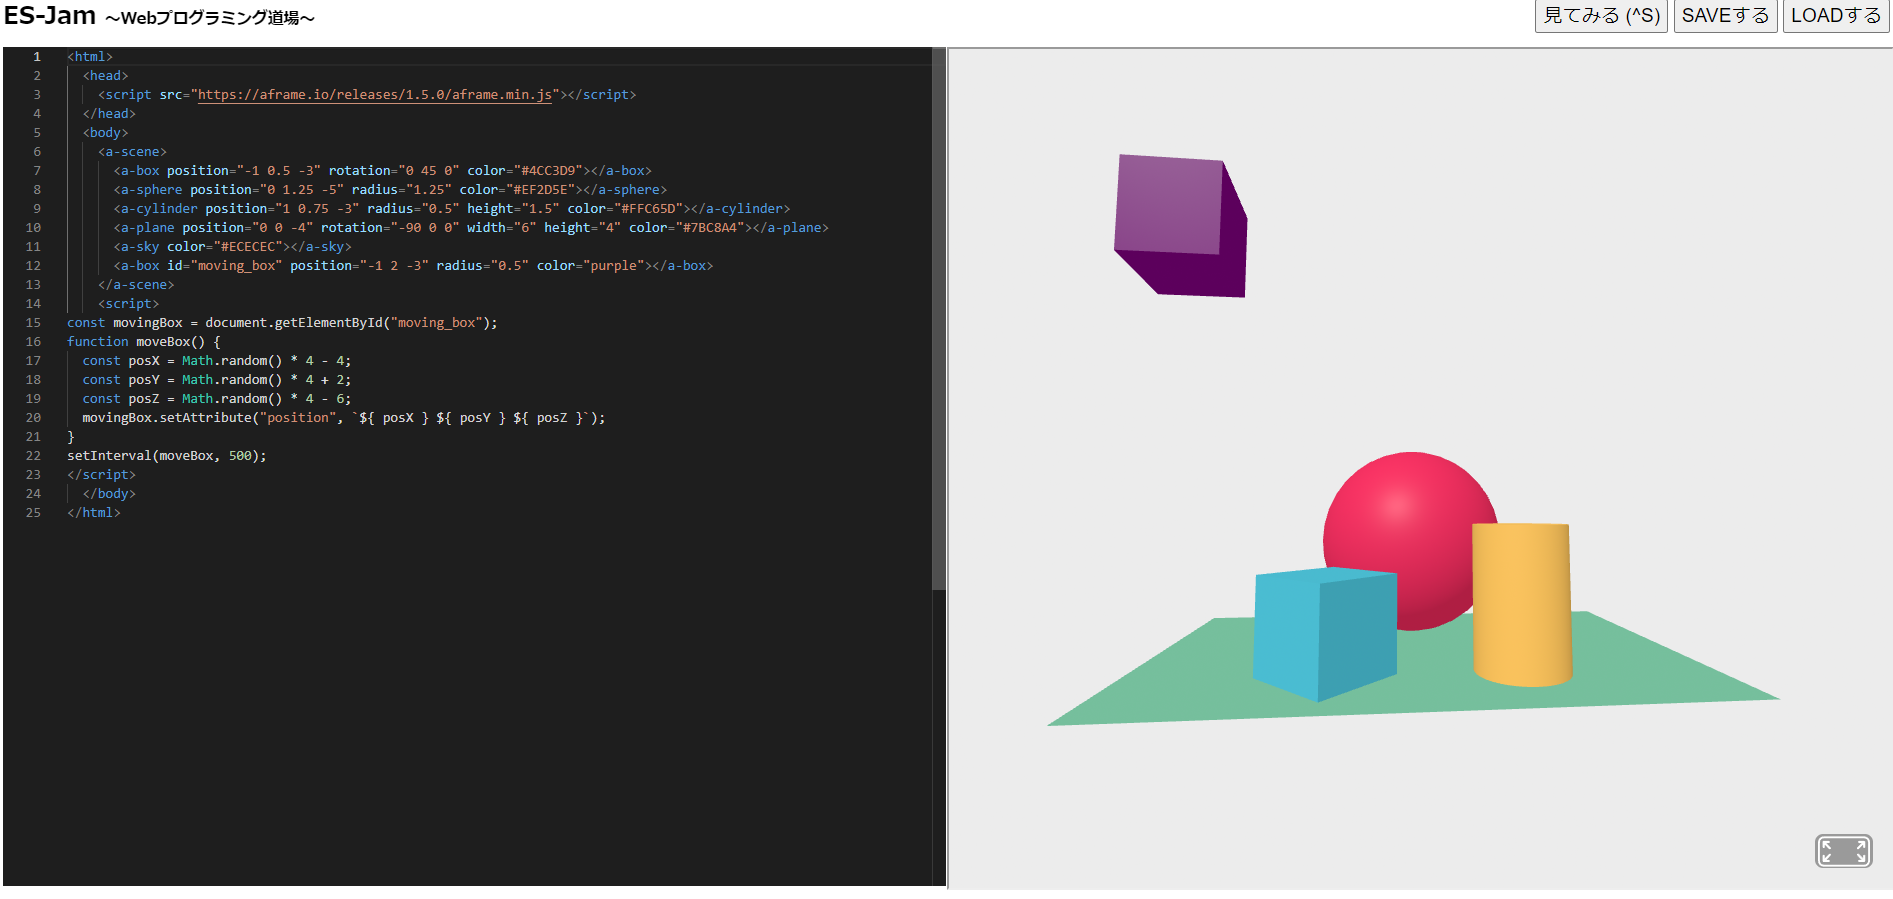 ES-Jam ～Webプログラミング道場～
見てみる (^S) SAVEする LOADする
1 <html>
2 <head>
3 <script src="https://aframe.io/releases/1.5.0/aframe.min.js"></script>
4 </head>
5 <body>
6 <a-scene>
7 <a-box position="-1 0.5 -3" rotation="0 45 0" color="#4CC3D9"></a-box>
8 <a-sphere position="0 1.25 -5" radius="1.25" color="#EF2D5E"></a-sphere>
9 <a-cylinder position="1 0.75 -3" radius="0.5" height="1.5" color="#FFC65D"></a-cylinder>
10 <a-plane position="0 0 -4" rotation="-90 0 0" width="6" height="4" color="#7BC8A4"></a-plane>
11 <a-sky color="#ECECEC"></a-sky>
12 <a-box id="moving_box" position="-1 2 -3" radius="0.5" color="purple"></a-box>
13 </a-scene>
14 <script>
15 const movingBox = document.getElementById("moving_box");
16 function moveBox() {
17 const posX = Math.random() * 4 - 4;
18 const posY = Math.random() * 4 + 2;
19 const posZ = Math.random() * 4 - 6;
20 movingBox.setAttribute("position", `${ posX } ${ posY } ${ posZ }`);
21 }
22 setInterval(moveBox, 500);
23 </script>
24 </body>
25 </html>